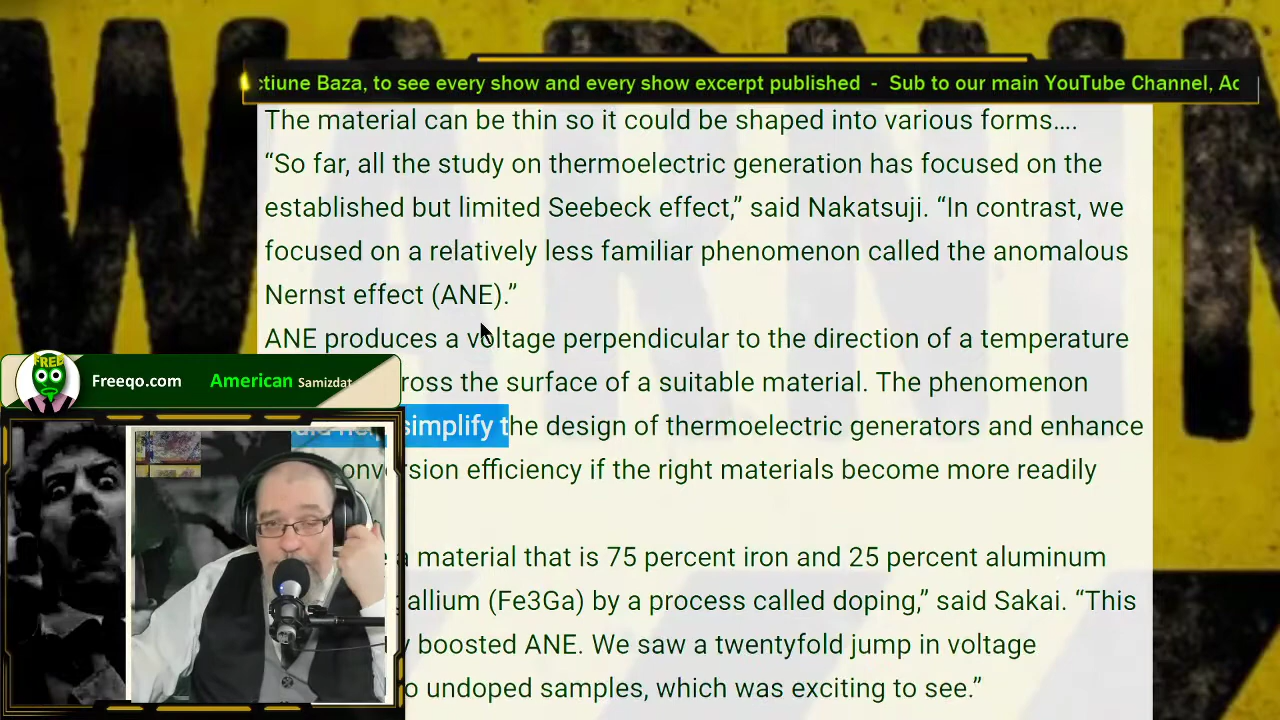 ctiune Baza, to see every show and every show excerpt published - Sub to our main YouTube Channel, Ac
The material can be thin so it could be shaped into various forms….
“So far, all the study on thermoelectric generation has focused on the
established but limited Seebeck effect,” said Nakatsuji. “In contrast, we
focused on a relatively less familiar phenomenon called the anomalous
Nernst effect (ANE).”
ANE produces a voltage perpendicular to the direction of a temperature
ross the surface of a suitable material. The phenomenon
simplify the design of thermoelectric generators and enhance
onversion efficiency if the right materials become more readily
a material that is 75 percent iron and 25 percent aluminum
allium (Fe3Ga) by a process called doping,” said Sakai. “This
y boosted ANE. We saw a twentyfold jump in voltage
o undoped samples, which was exciting to see.”
FREE
Freeqo.com American Samizdat